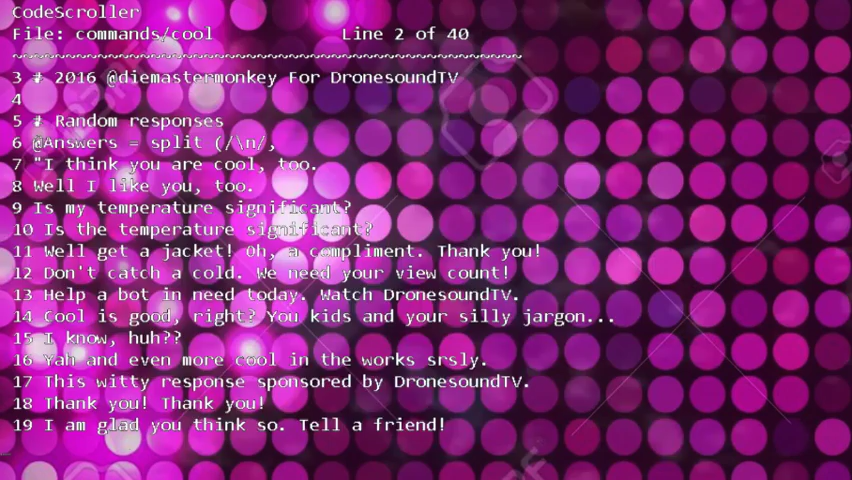 CodeScroller
File: commands/cool Line 2 of 40
~~~~~~~~~~~~~~~~~~~~~~~~~~~~~~~~~~~~~~~~~~~~~~~~~~~~~~~~~~~~
3 # 2016 @diemastermonkey For DronesoundTV
4
5 # Random responses
6 @Answers = split (/\n/,
7 "I think you are cool, too.
8 Well I like you, too.
9 Is my temperature significant?
10 Is the temperature significant?
11 Well get a jacket! Oh, a compliment. Thank you!
12 Don't catch a cold. We need your view count!
13 Help a bot in need today. Watch DronesoundTV.
14 Cool is good, right? You kids and your silly jargon...
15 I know, huh??
16 Yah and even more cool in the works srsly.
17 This witty response sponsored by DronesoundTV.
18 Thank you! Thank you!
19 I am glad you think so. Tell a friend!